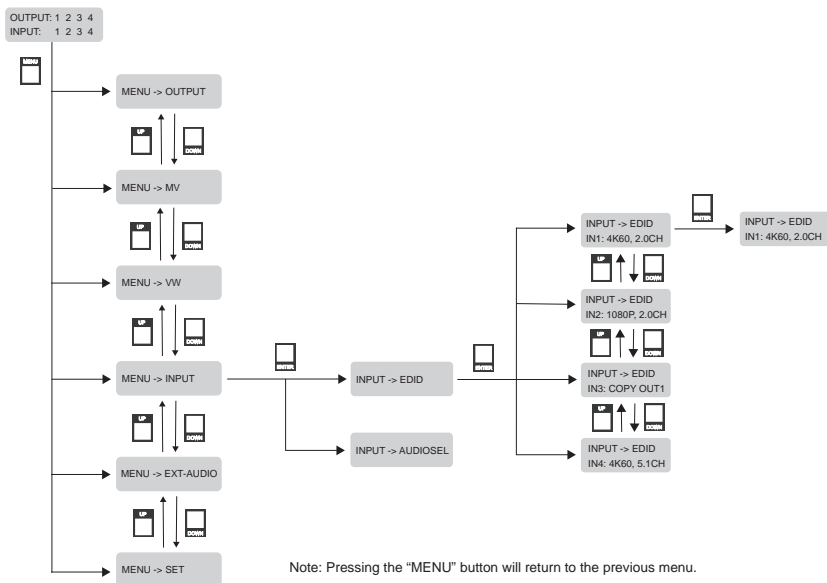 OUTPUT: 1 2 3 4
INPUT: 1 2 3 4
MENU
MENU -> OUTPUT
UP
DOWN
MENU -> MV
UP
DOWN
MENU -> VW
UP
DOWN
MENU -> INPUT
ENTER
INPUT -> EDID
INPUT -> AUDIOSEL
ENTER
INPUT -> EDID
IN1: 4K60, 2.0CH
ENTER
INPUT -> EDID
IN1: 4K60, 2.0CH
UP
DOWN
INPUT -> EDID
IN2: 1080P, 2.0CH
UP
DOWN
INPUT -> EDID
IN3: COPY OUT1
UP
DOWN
INPUT -> EDID
IN4: 4K60, 5.1CH
UP
DOWN
MENU -> EXT-AUDIO
UP
DOWN
MENU -> SET
Note: Pressing the “MENU” button will return to the previous menu.